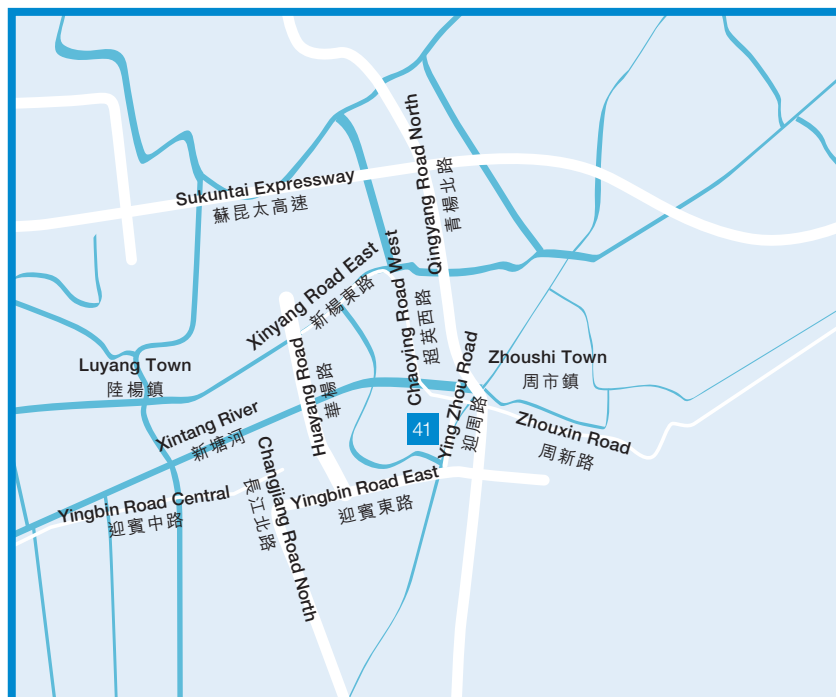 Qingyang Road North
青楊北路
Sukuntai Expressway
蘇昆太高速
Xinyang Road East
新楊東路
Chaoying Road West
超英西路
Luyang Town
陸楊鎮
Huayang Road
華楊路
Ying Zhou Road
迎周路
Zhoushi Town
周市鎮
Xintang River
新塘河
41
Zhouxin Road
周新路
Changjiang Road North
長江北路
Yingbin Road Central
迎賓中路
Yingbin Road East
迎賓東路